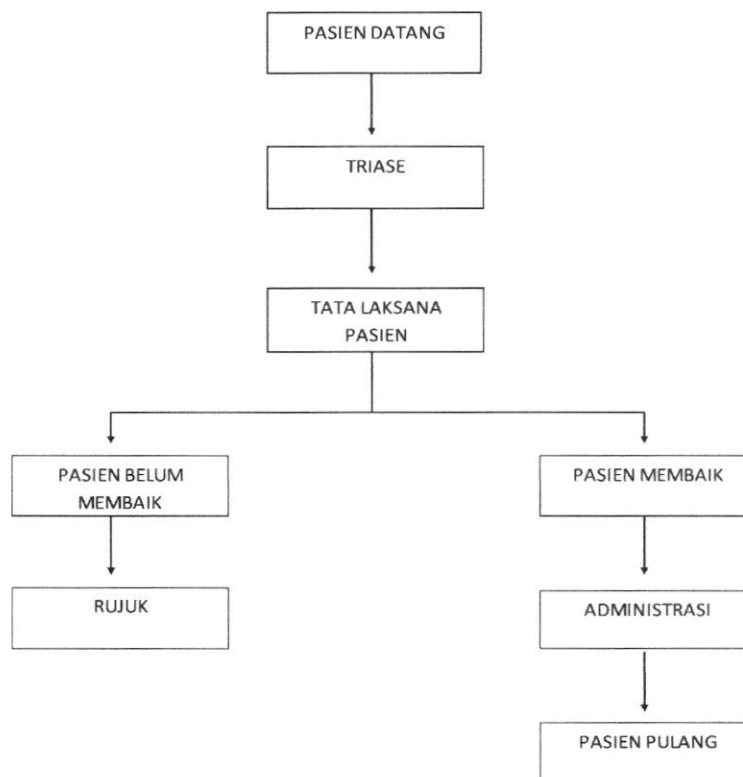 PASIEN DATANG
TRIASE
TATA LAKSANA
PASIEN
PASIEN BELUM
MEMBAIK
PASIEN MEMBAIK
RUJUK
ADMINISTRASI
PASIEN PULANG